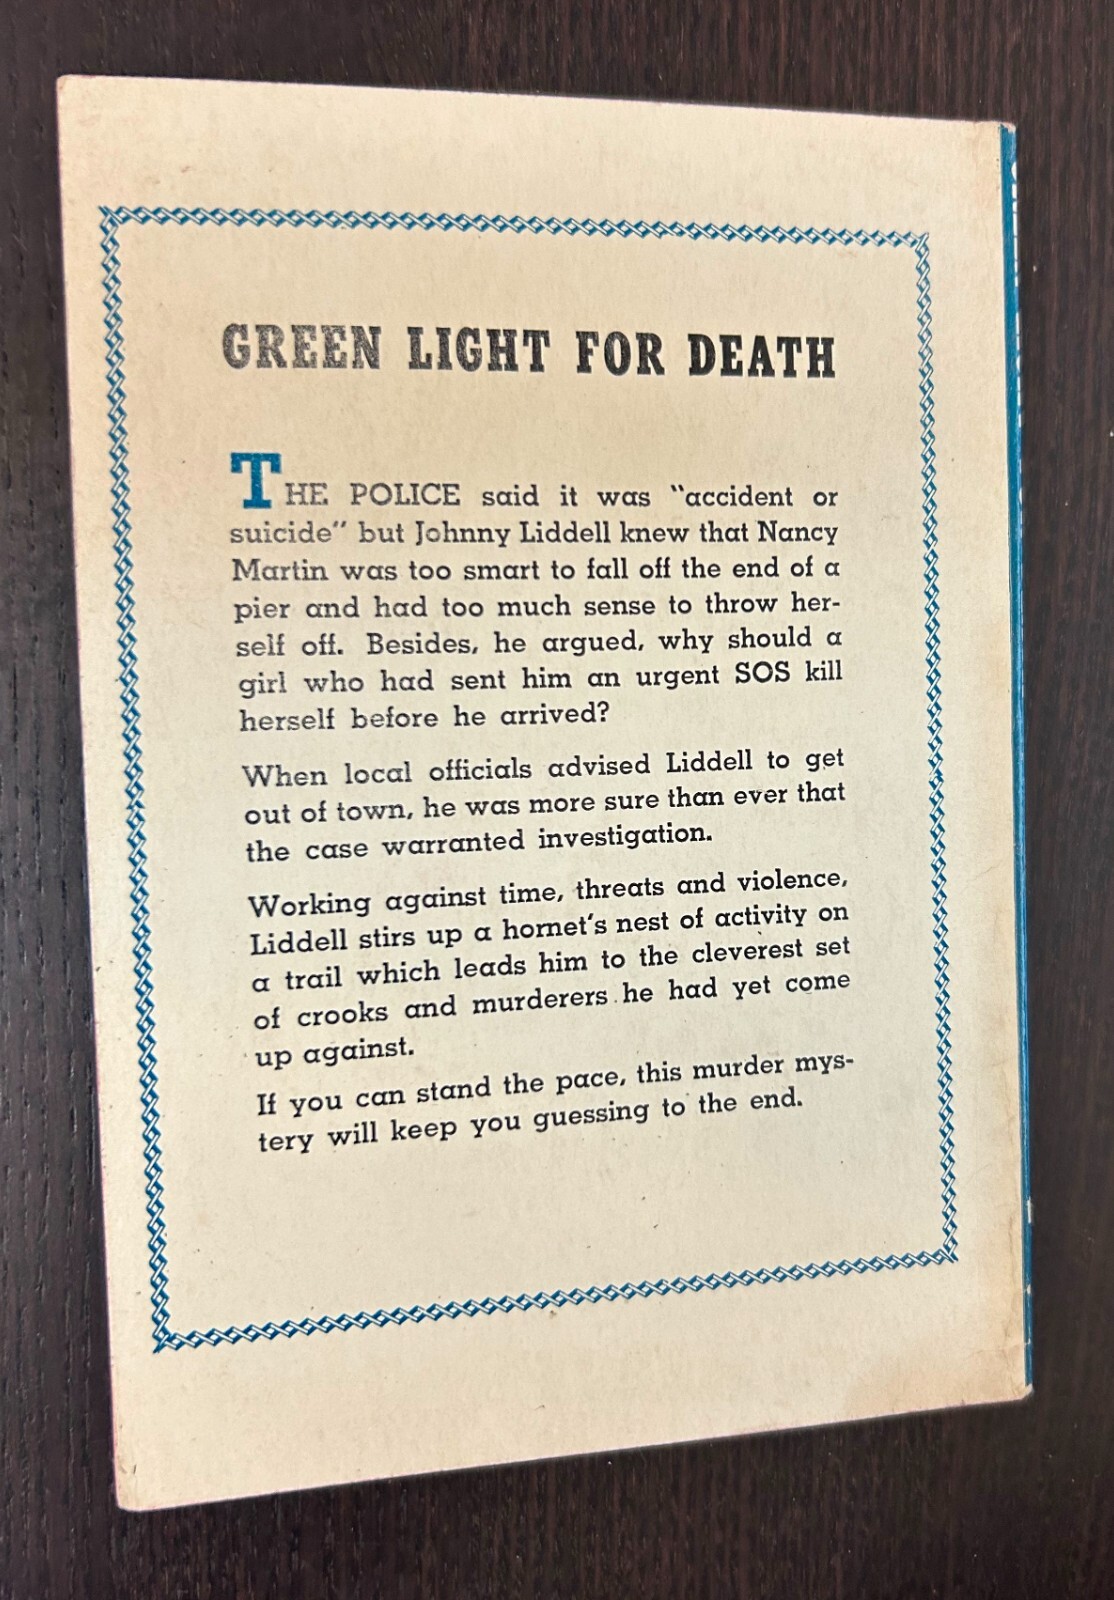 GREEN LIGHT FOR DEATH
THE POLICE said it was "accident or
suicide" but Johnny Liddell knew that Nancy
Martin was too smart to fall off the end of a
pier and had too much sense to throw her-
self off. Besides, he argued, why should a
girl who had sent him an urgent SOS kill
herself before he arrived?
When local officials advised Liddell to get
out of town, he was more sure than ever that
the case warranted investigation.
Working against time, threats and violence,
Liddell stirs up a hornet's nest of activity on
a trail which leads him to the cleverest set
of crooks and murderers he had yet come
up against.
If you can stand the pace, this murder mys-
tery will keep you guessing to the end.